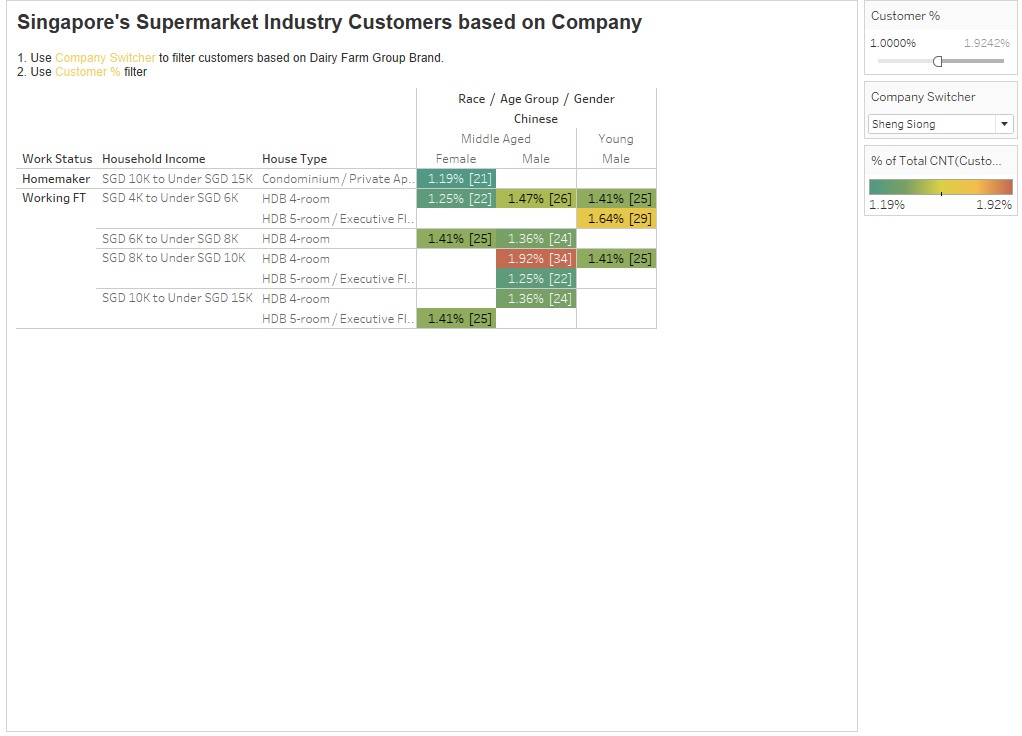 Singapore's Supermarket Industry Customers based on Company
1. Use Company Switcher to filter customers based on Dairy Farm Group Brand.
2. Use Customer % filter
Race / Age Group / Gender
Chinese
Middle Aged Young
Work Status Household Income House Type Female Male Male
Homemaker SGD 10K to Under SGD 15K Condominium / Private Ap.. 1.19% [21]
Working FT SGD 4K to Under SGD 6K HDB 4-room 1.25% [22] 1.47% [26] 1.41% [25]
HDB 5-room / Executive Fl.. 1.64% [29]
SGD 6K to Under SGD 8K HDB 4-room 1.41% [25] 1.36% [24]
SGD 8K to Under SGD 10K HDB 4-room 1.92% [34] 1.41% [25]
HDB 5-room / Executive Fl.. 1.25% [22]
SGD 10K to Under SGD 15K HDB 4-room 1.36% [24]
HDB 5-room / Executive Fl.. 1.41% [25]
Customer %
1.0000% 1.9242%
Company Switcher
Sheng Siong
% of Total CNT(Custo...
1.19% 1.92%